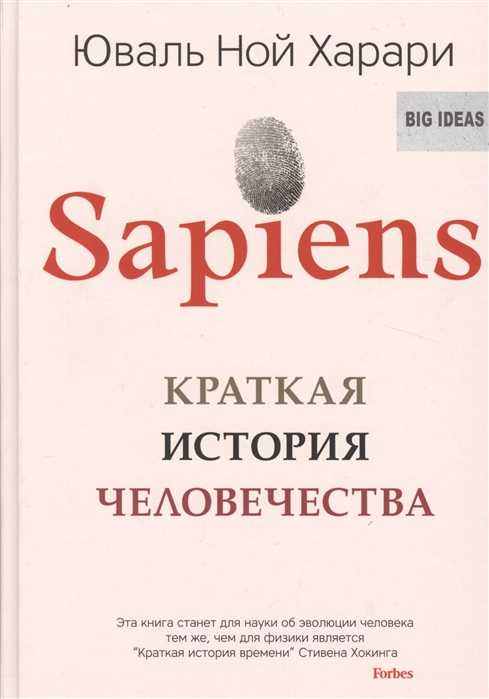 Юваль Ной Харари
BIG IDEAS
Sapiens
КРАТКАЯ
ИСТОРИЯ
ЧЕЛОВЕЧЕСТВА
Эта книга станет для науки об эволюции человека
тем же, чем для физики является
“Краткая история времени” Стивена Хокинга
Forbes